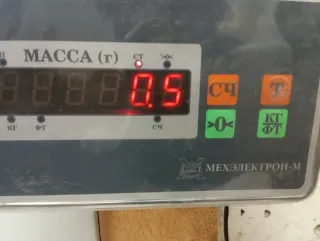 МАССА (г)
СТ
0.5
СЧ Т
КГ ФТ СЧ
>0< КГ
ФТ
МЕХЭЛЕКТРОН-М